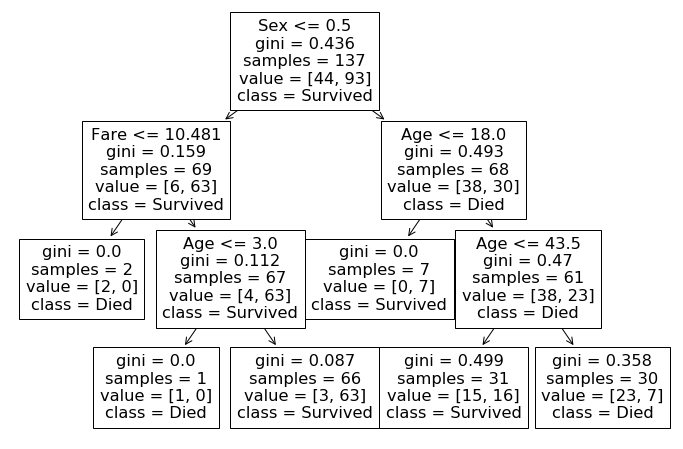 Sex <= 0.5
gini = 0.436
samples = 137
value = [44, 93]
class = Survived
Fare <= 10.481
gini = 0.159
samples = 69
value = [6, 63]
class = Survived
Age <= 18.0
gini = 0.493
samples = 68
value = [38, 30]
class = Died
gini = 0.0
samples = 2
value = [2, 0]
class = Died
Age <= 3.0
gini = 0.112
samples = 67
value = [4, 63]
class = Survived
gini = 0.0
samples = 7
value = [0, 7]
class = Survived
Age <= 43.5
gini = 0.47
samples = 61
value = [38, 23]
class = Died
gini = 0.0
samples = 1
value = [1, 0]
class = Died
gini = 0.087
samples = 66
value = [3, 63]
class = Survived
gini = 0.499
samples = 31
value = [15, 16]
class = Survived
gini = 0.358
samples = 30
value = [23, 7]
class = Died